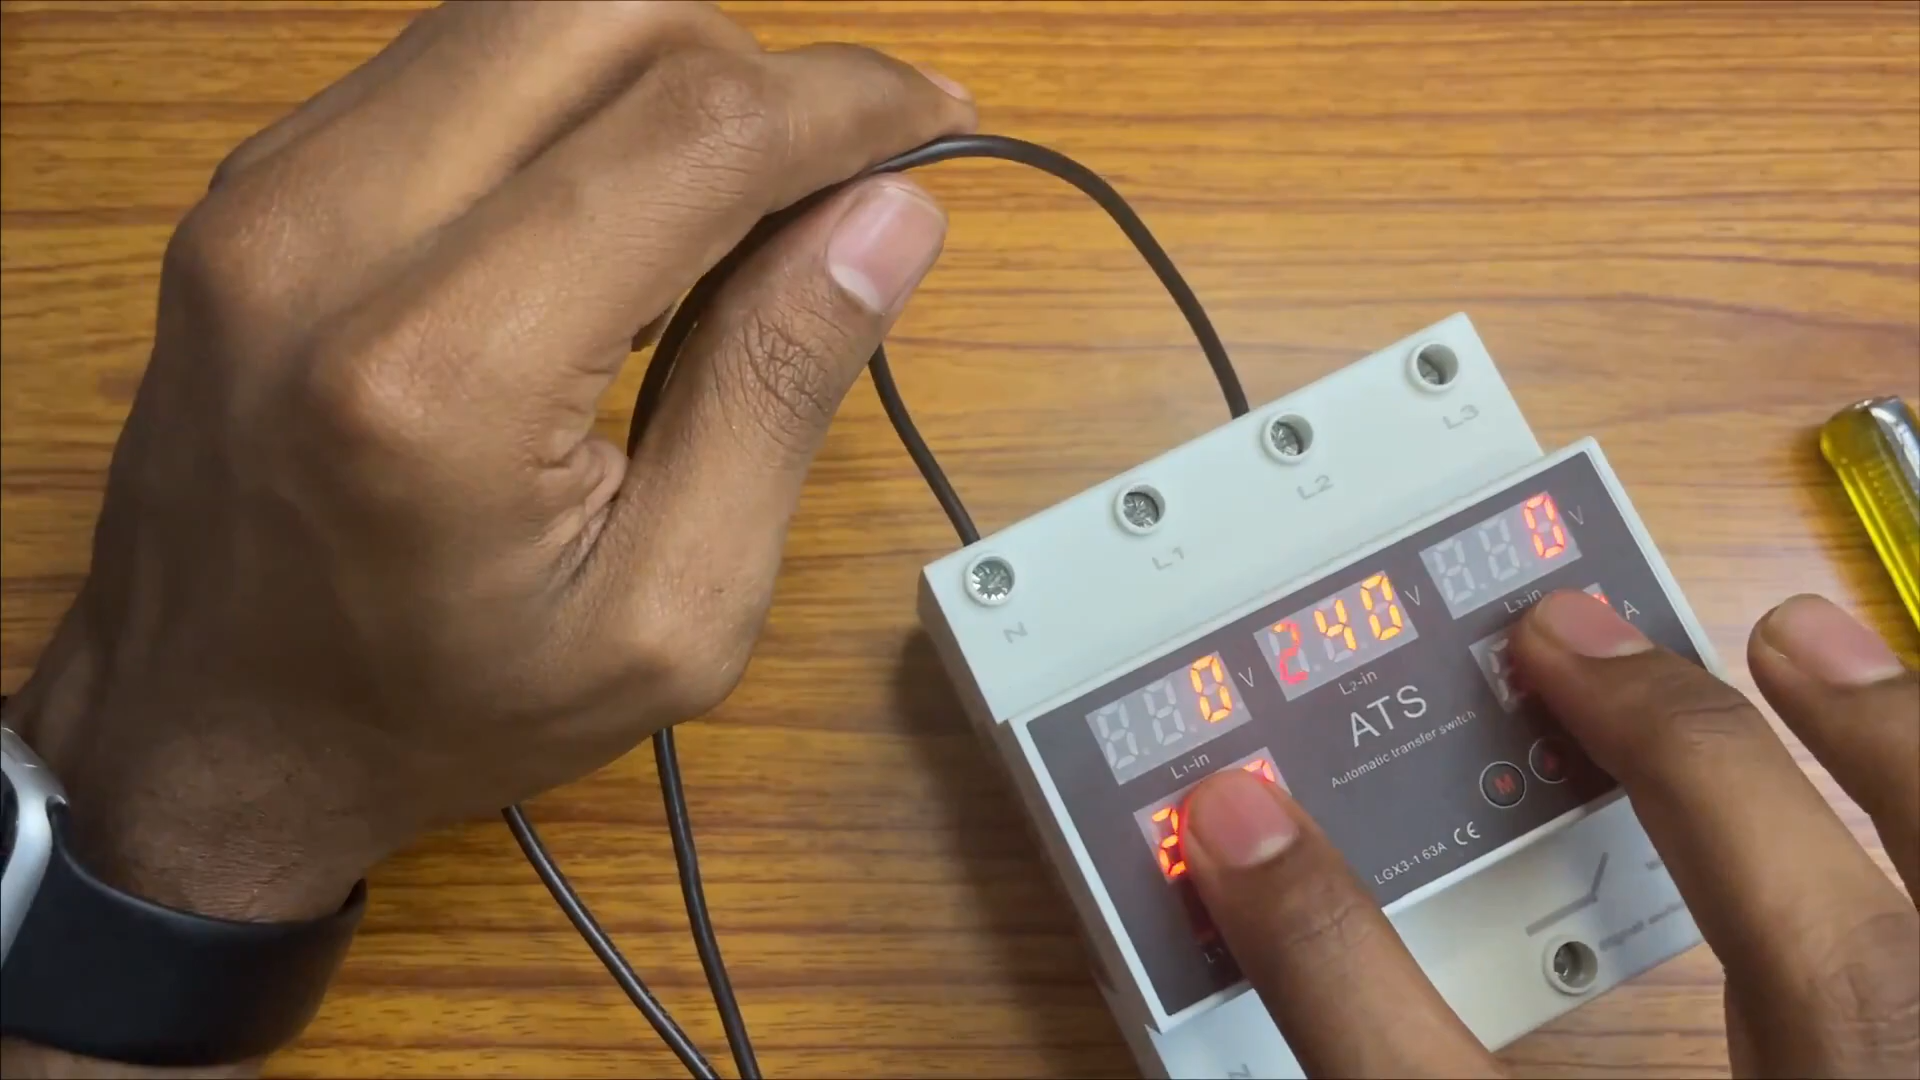 L3
L2
L1
N
0 V
240 V
0 V
L1-in
L2-in
L3-in
A
ATS
Automatic transfer switch
M
LGX3-1 63A CE
N